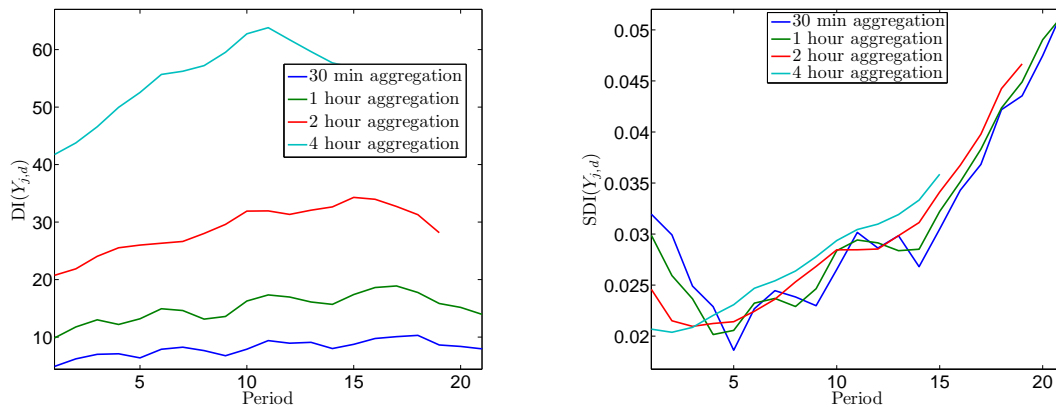 60
50
40
30
20
10
DI(Y_{j,d})
5
10
15
20
Period
30 min aggregation
1 hour aggregation
2 hour aggregation
4 hour aggregation
0.05
0.045
0.04
0.035
0.03
0.025
0.02
SDI(Y_{j,d})
5
10
15
20
Period
30 min aggregation
1 hour aggregation
2 hour aggregation
4 hour aggregation